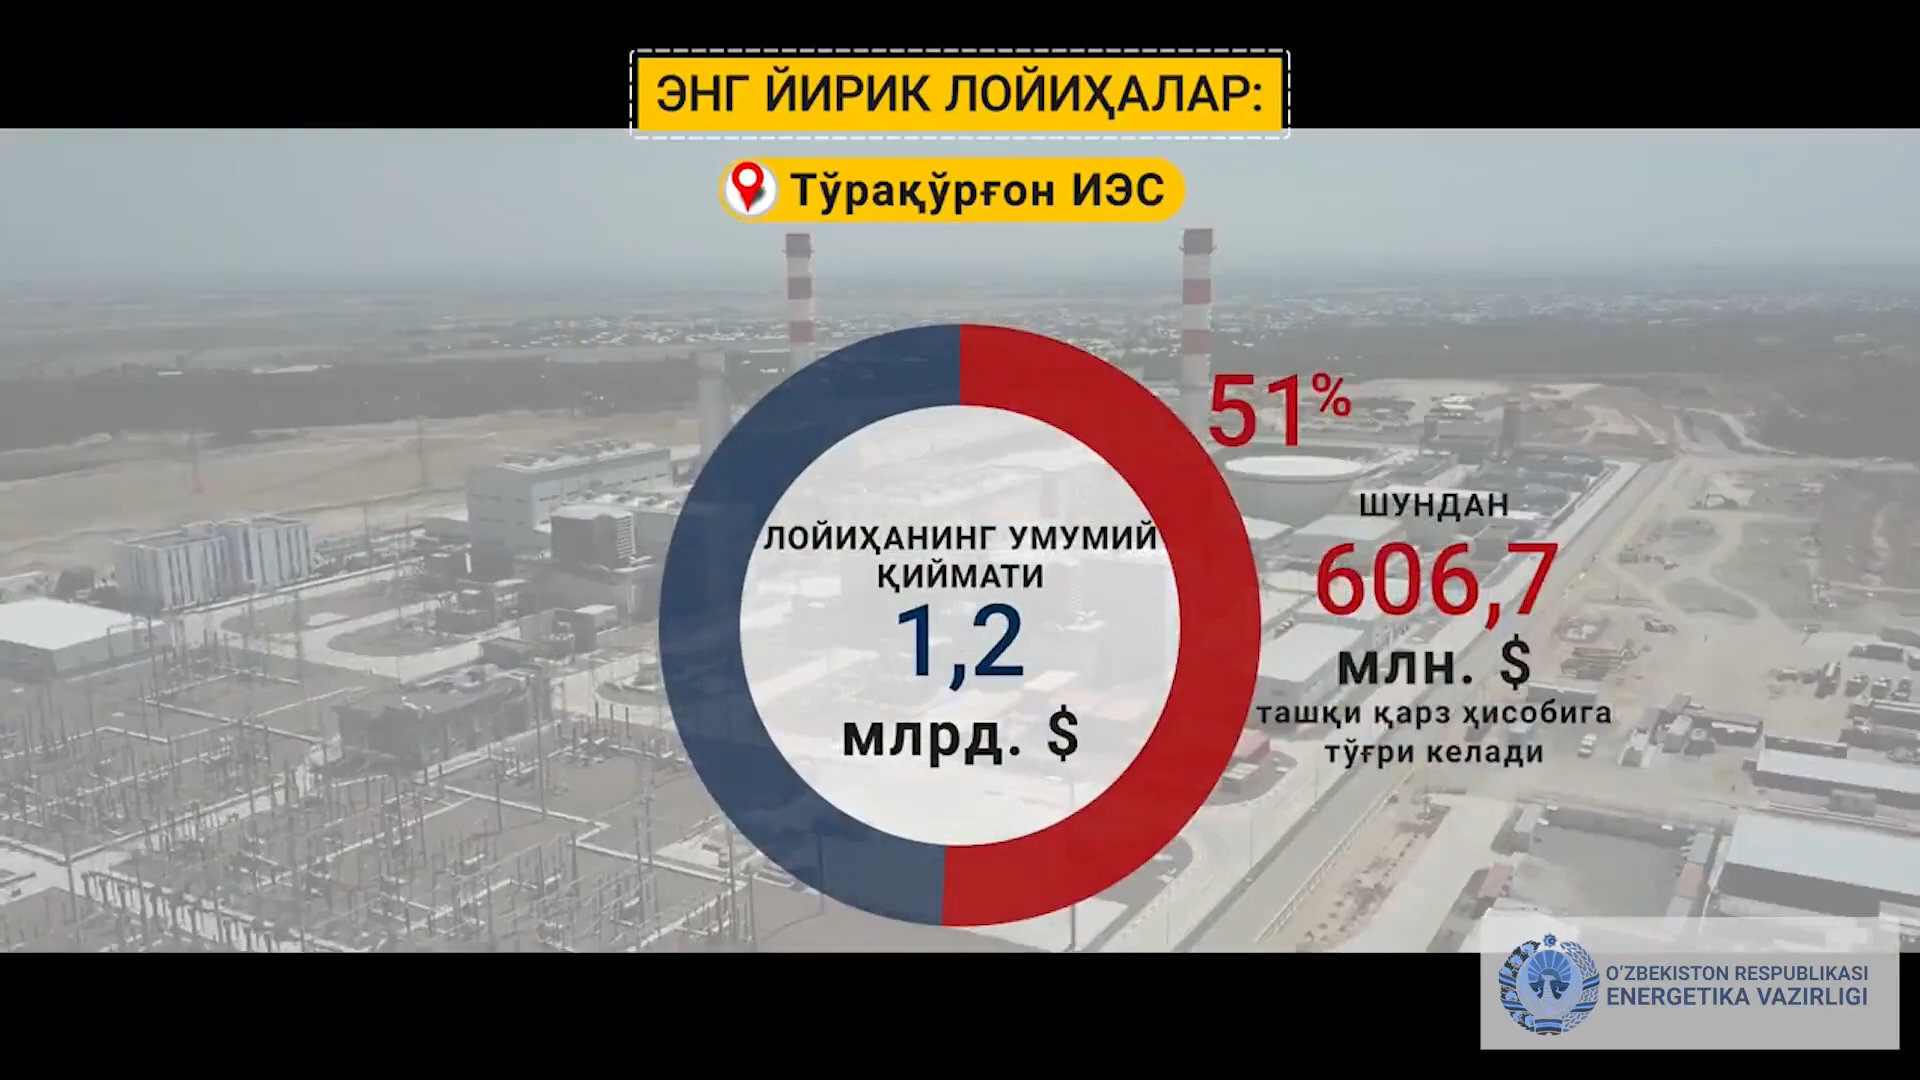 ЭНГ ЙИРИК ЛОЙИҲАЛАР:
Тўрақўрғон ИЭС
51%
ЛОЙИҲАНИНГ УМУМИЙ
ҚИЙМАТИ
1,2
млрд. $
ШУНДАН
606,7
млн. $
ташқи қарз ҳисобига
тўғри келади
O‘ZBEKISTON RESPUBLIKASI
ENERGETIKA VAZIRLIGI